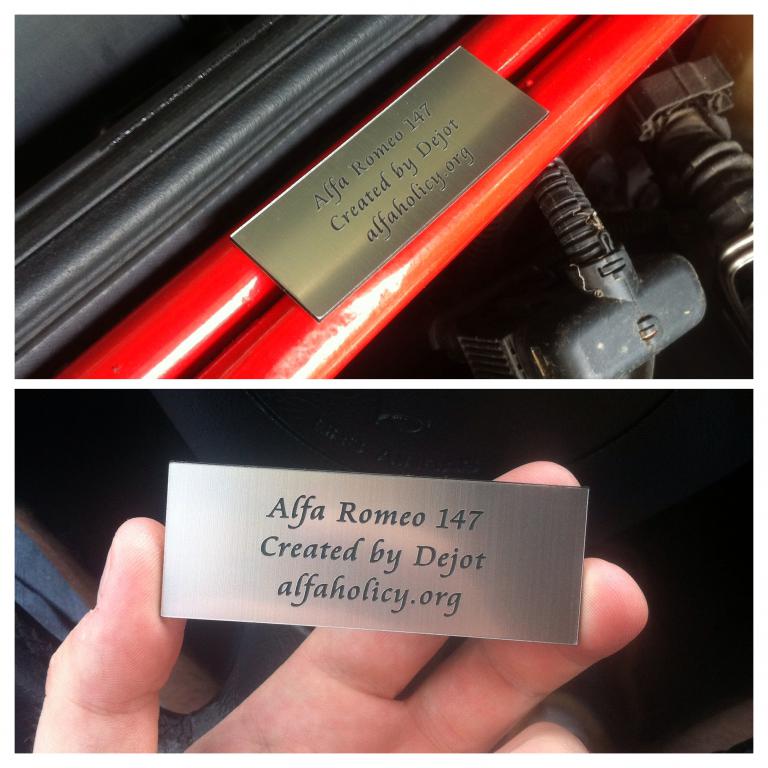 Alfa Romeo 147
Created by Dejot
alfaholicy.org
Alfa Romeo 147
Created by Dejot
alfaholicy.org